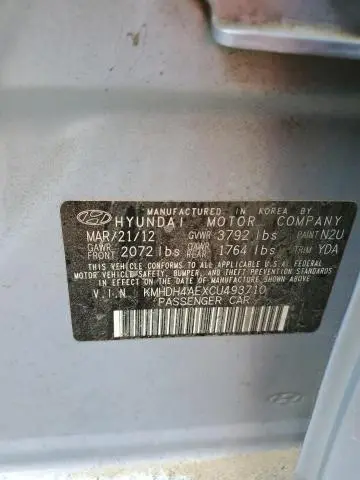 MANUFACTURED IN KOREA BY
HYUNDAI MOTOR COMPANY
MAR/21/12 GVWR 3792 lbs PAINT N2U
GAWR FRONT 2072 lbs GAWR REAR 1764 lbs TRIM YDA
THIS VEHICLE CONFORMS TO ALL APPLICABLE U.S.A. FEDERAL
MOTOR VEHICLE SAFETY, BUMPER, AND THEFT PREVENTION
STANDARDS IN EFFECT ON THE DATE OF MANUFACTURE SHOWN ABOVE.
V.I.N KMHDH4AEXCU493710
PASSENGER CAR